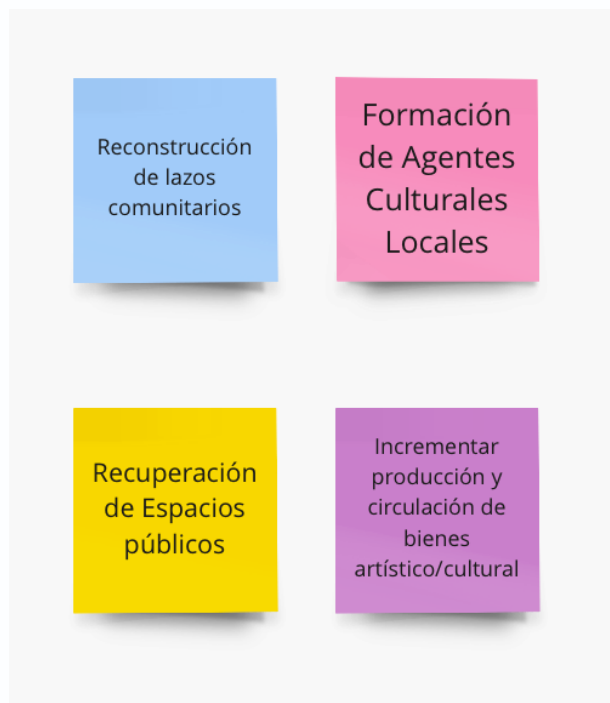 Reconstrucción
de lazos
comunitarios
Formación
de Agentes
Culturales
Locales
Recuperación
de Espacios
públicos
Incrementar
producción y
circulación de
bienes
artístico/cultural